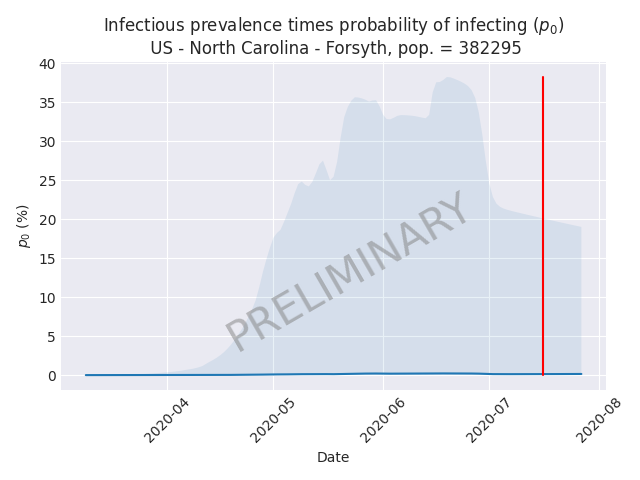 Infectious prevalence times probability of infecting (p₀)
US - North Carolina - Forsyth, pop. = 382295
40
35
30
25
20
15
10
5
0
p₀ (%)
PRELIMINARY
2020-04
2020-05
2020-06
2020-07
2020-08
Date